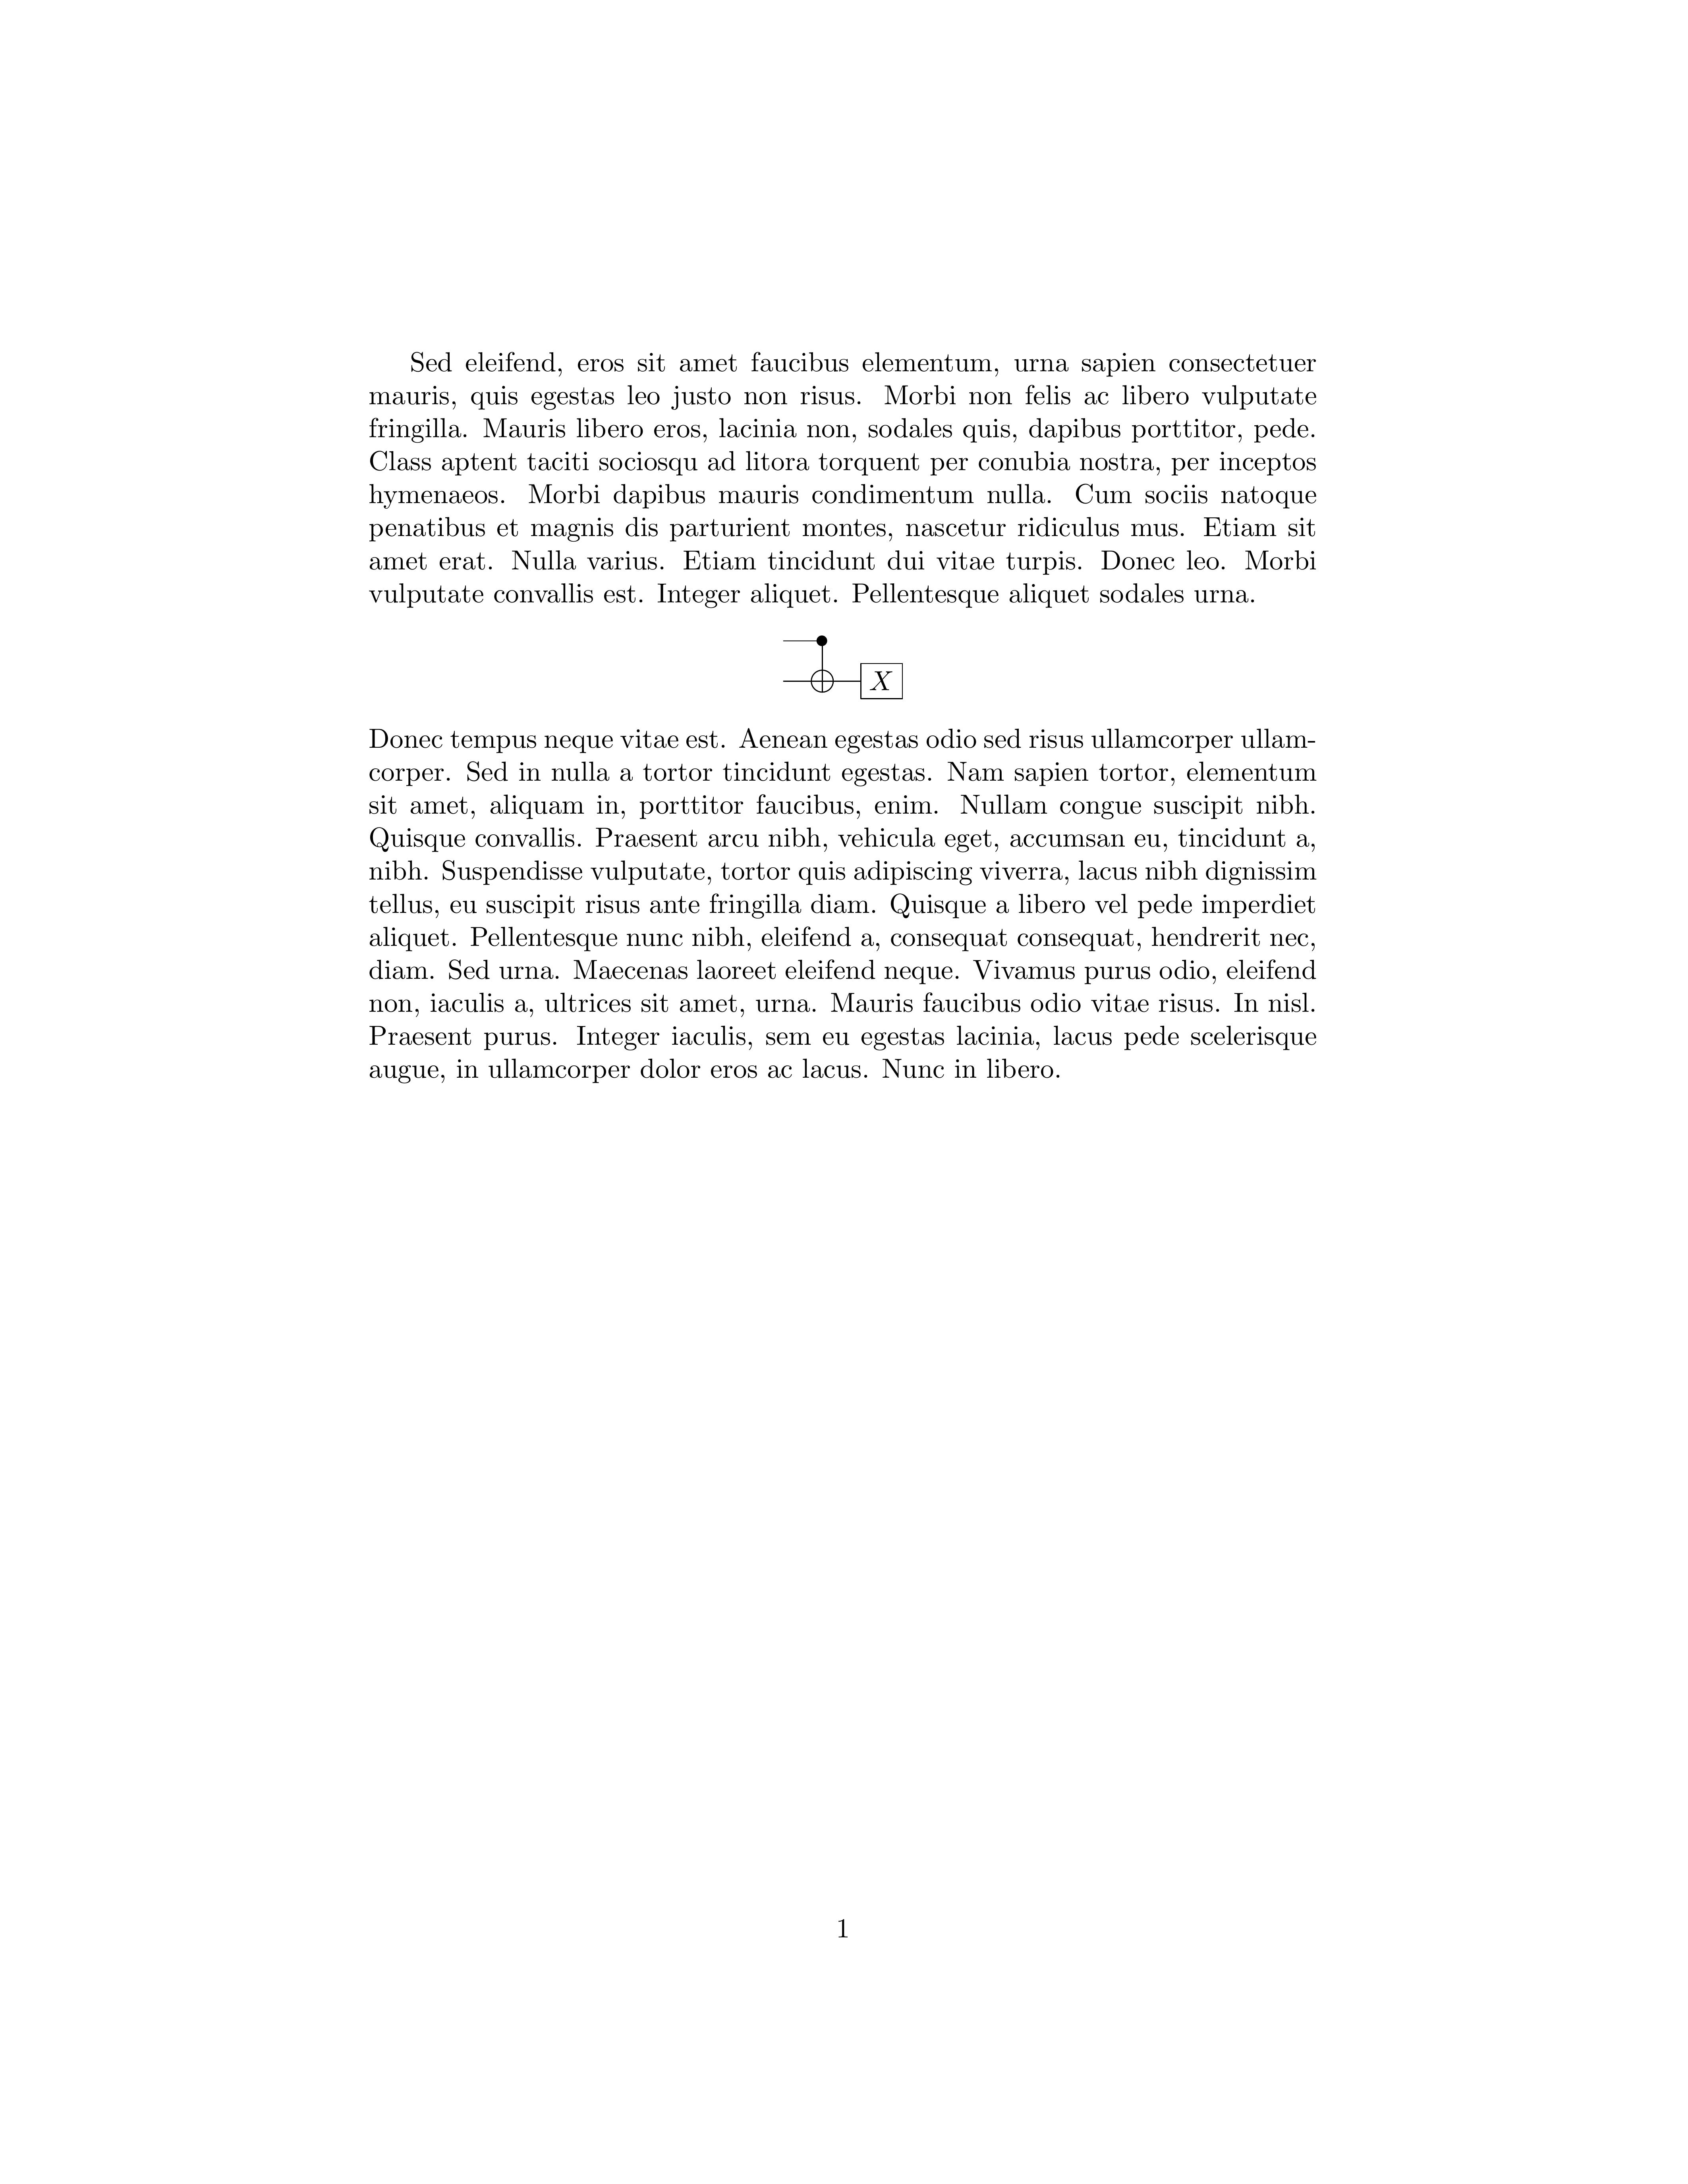 Sed eleifend, eros sit amet faucibus elementum, urna sapien consectetuer
mauris, quis egestas leo justo non risus. Morbi non felis ac libero vulputate
fringilla. Mauris libero eros, lacinia non, sodales quis, dapibus porttitor, pede.
Class aptent taciti sociosqu ad litora torquent per conubia nostra, per inceptos
hymenaeos. Morbi dapibus mauris condimentum nulla. Cum sociis natoque
penatibus et magnis dis parturient montes, nascetur ridiculus mus. Etiam sit
amet erat. Nulla varius. Etiam tincidunt dui vitae turpis. Donec leo. Morbi
vulputate convallis est. Integer aliquet. Pellentesque aliquet sodales urna.
X
Donec tempus neque vitae est. Aenean egestas odio sed risus ullamcorper ullam-
corper. Sed in nulla a tortor tincidunt egestas. Nam sapien tortor, elementum
sit amet, aliquam in, porttitor faucibus, enim. Nullam congue suscipit nibh.
Quisque convallis. Praesent arcu nibh, vehicula eget, accumsan eu, tincidunt a,
nibh. Suspendisse vulputate, tortor quis adipiscing viverra, lacus nibh dignissim
tellus, eu suscipit risus ante fringilla diam. Quisque a libero vel pede imperdiet
aliquet. Pellentesque nunc nibh, eleifend a, consequat consequat, hendrerit nec,
diam. Sed urna. Maecenas laoreet eleifend neque. Vivamus purus odio, eleifend
non, iaculis a, ultrices sit amet, urna. Mauris faucibus odio vitae risus. In nisl.
Praesent purus. Integer iaculis, sem eu egestas lacinia, lacus pede scelerisque
augue, in ullamcorper dolor eros ac lacus. Nunc in libero.
1